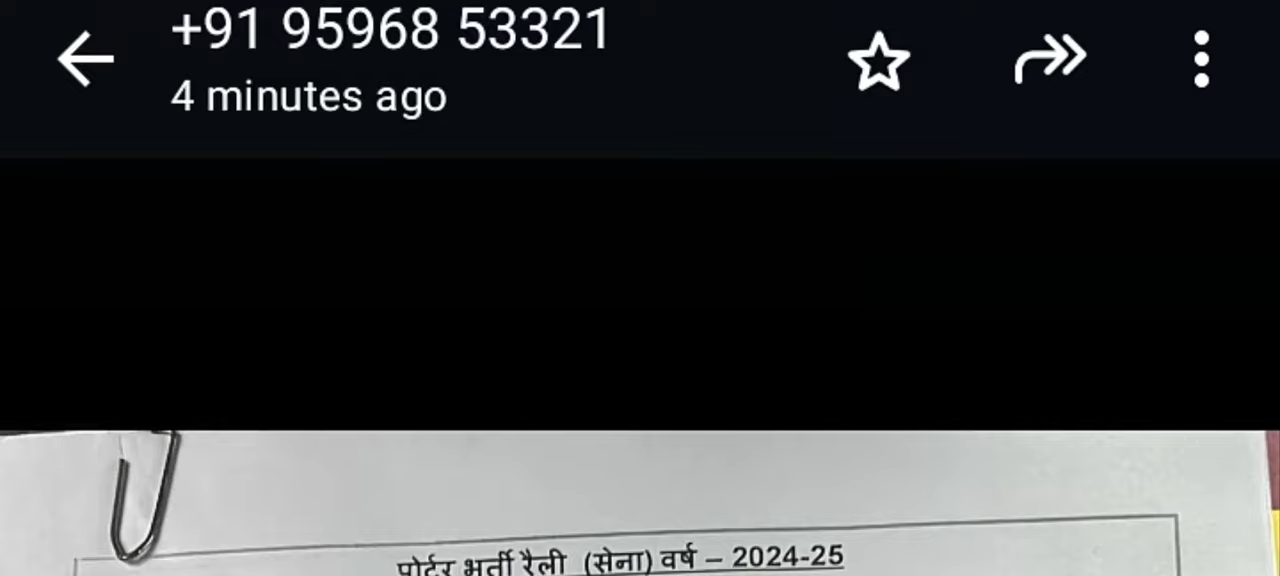 +91 95968 53321
4 minutes ago
पोर्टर भर्ती रैली (सेना) वर्ष – 2024-25